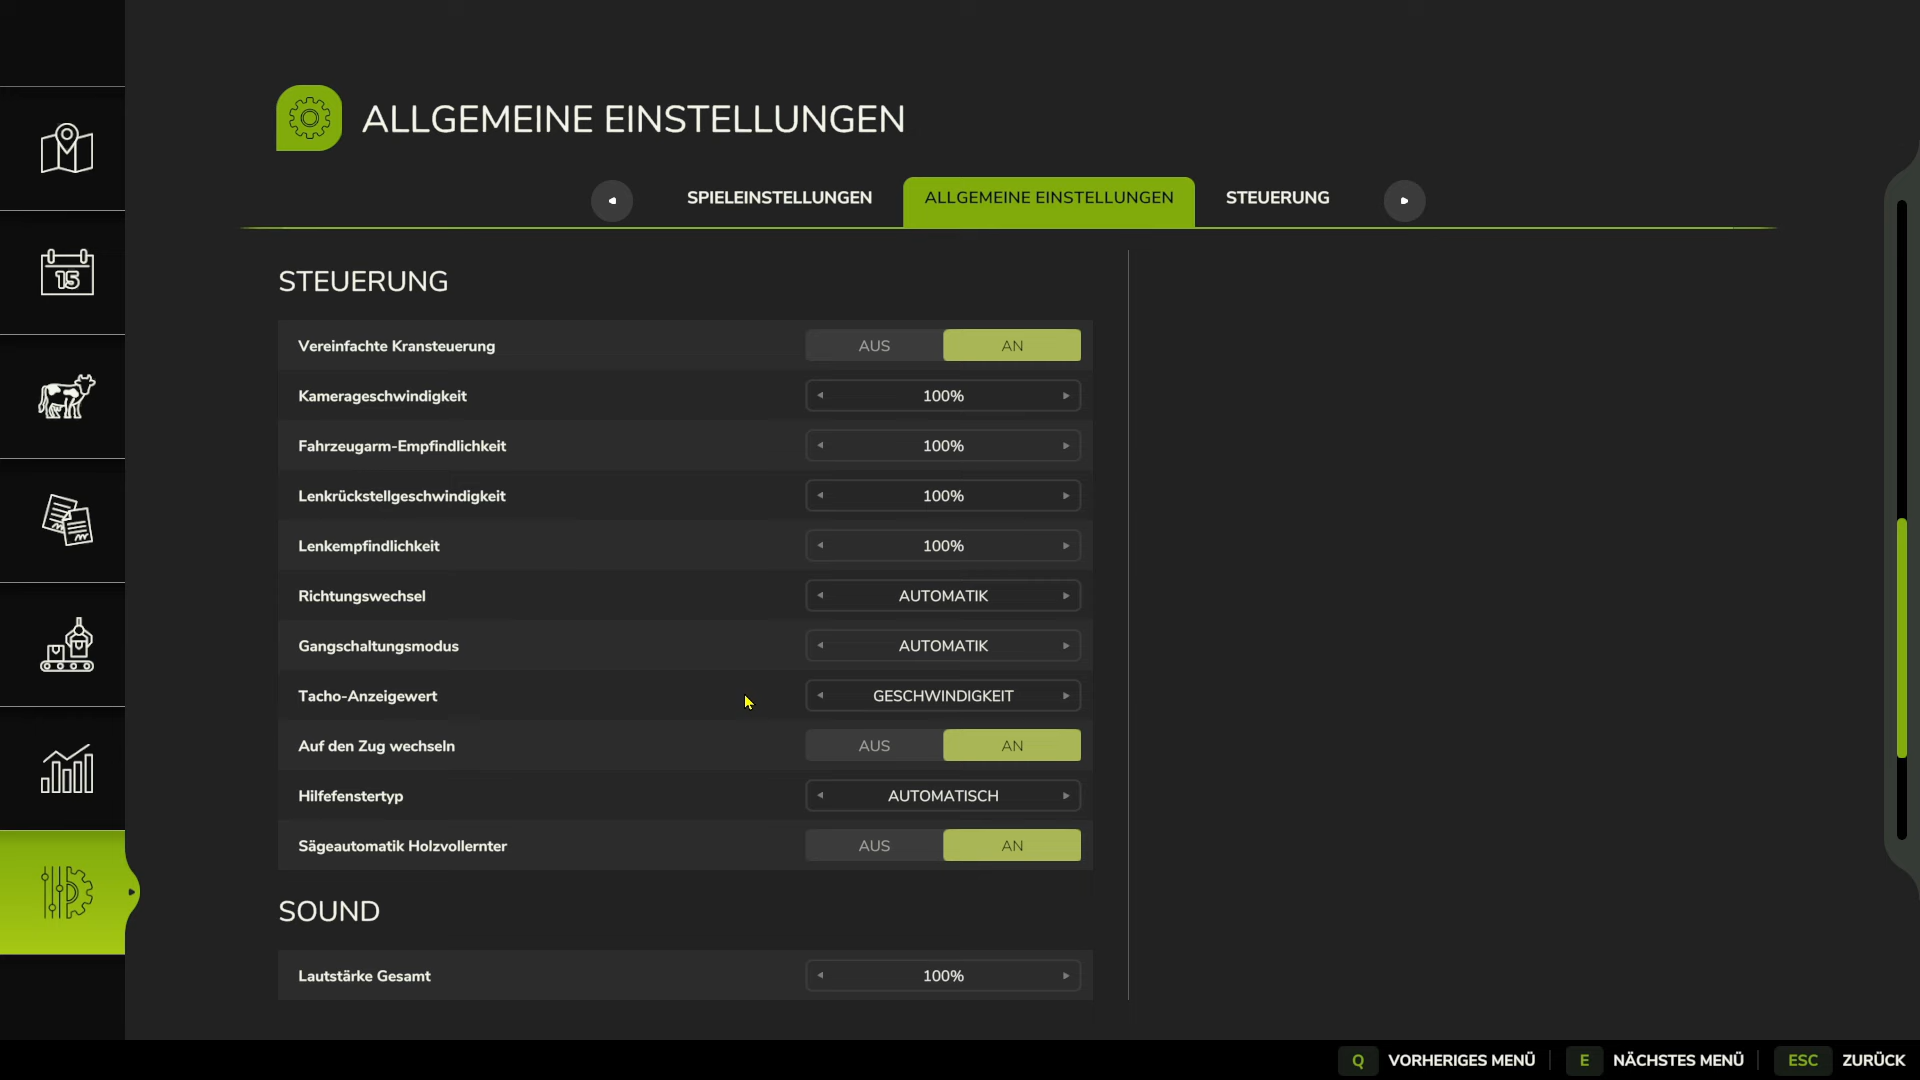 ALLGEMEINE EINSTELLUNGEN
SPIELEINSTELLUNGEN ALLGEMEINE EINSTELLUNGEN STEUERUNG
15
STEUERUNG
Vereinfachte Kransteuerung AUS AN
Kamerageschwindigkeit 100%
Fahrzeugarm-Empfindlichkeit 100%
Lenkrückstellgeschwindigkeit 100%
Lenkempfindlichkeit 100%
Richtungswechsel AUTOMATIK
Gangschaltungsmodus AUTOMATIK
Tacho-Anzeigewert GESCHWINDIGKEIT
Auf den Zug wechseln AUS AN
Hilfefenstertyp AUTOMATISCH
Sägeautomatik Holzvollernter AUS AN
SOUND
Lautstärke Gesamt 100%
Q VORHERIGES MENÜ E NÄCHSTES MENÜ ESC ZURÜCK